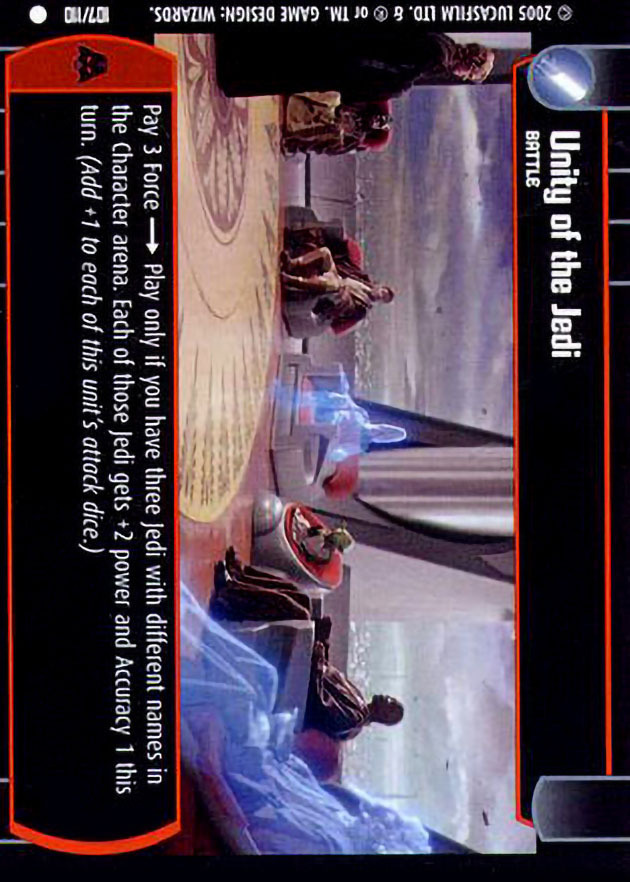 Unity of the Jedi
BATTLE
Pay 3 Force → Play only if you have three Jedi with different names in
the Character arena. Each of those Jedi gets +2 power and Accuracy 1 this
turn. (Add +1 to each of this unit's attack dice.)
© 2005 LUCASFILM LTD. & ® or TM. GAME DESIGN: WIZARDS.
107/110